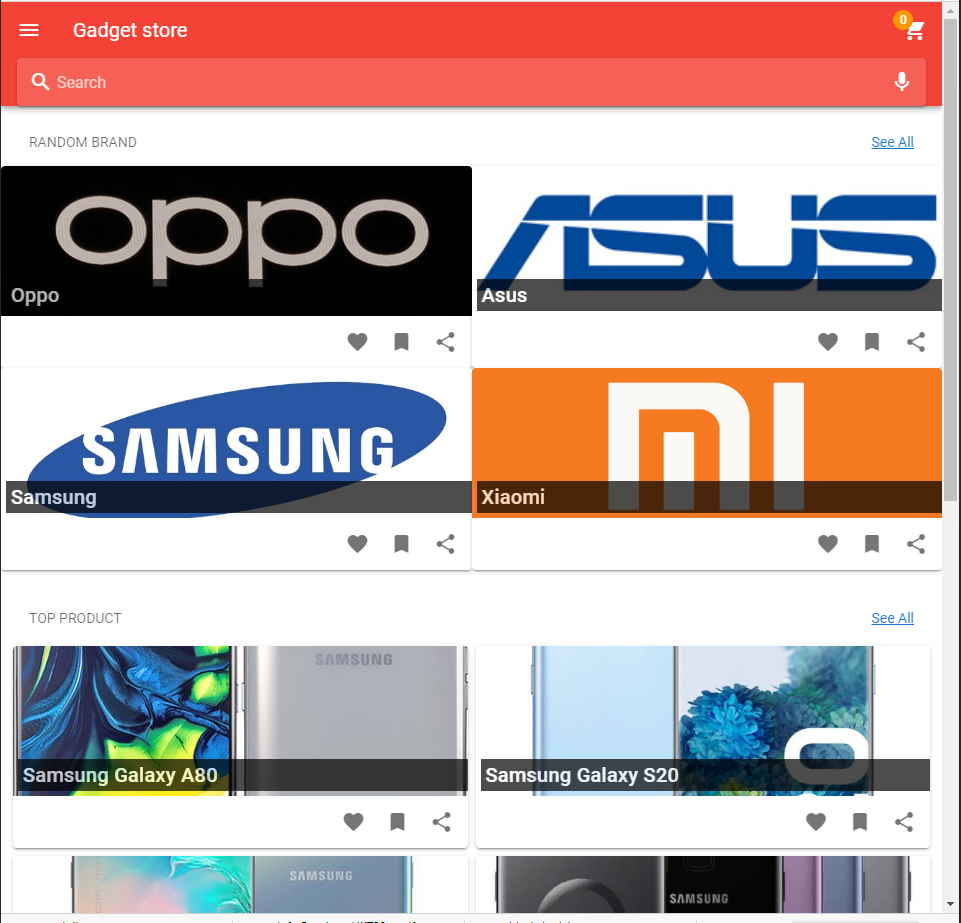 Gadget store
0
Search
RANDOM BRAND
See All
oppo
Oppo
ASUS
Asus
SAMSUNG
Samsung
MI
Xiaomi
TOP PRODUCT
See All
SAMSUNG
Samsung Galaxy A80
Samsung Galaxy S20
SAMSUNG
SAMSUNG